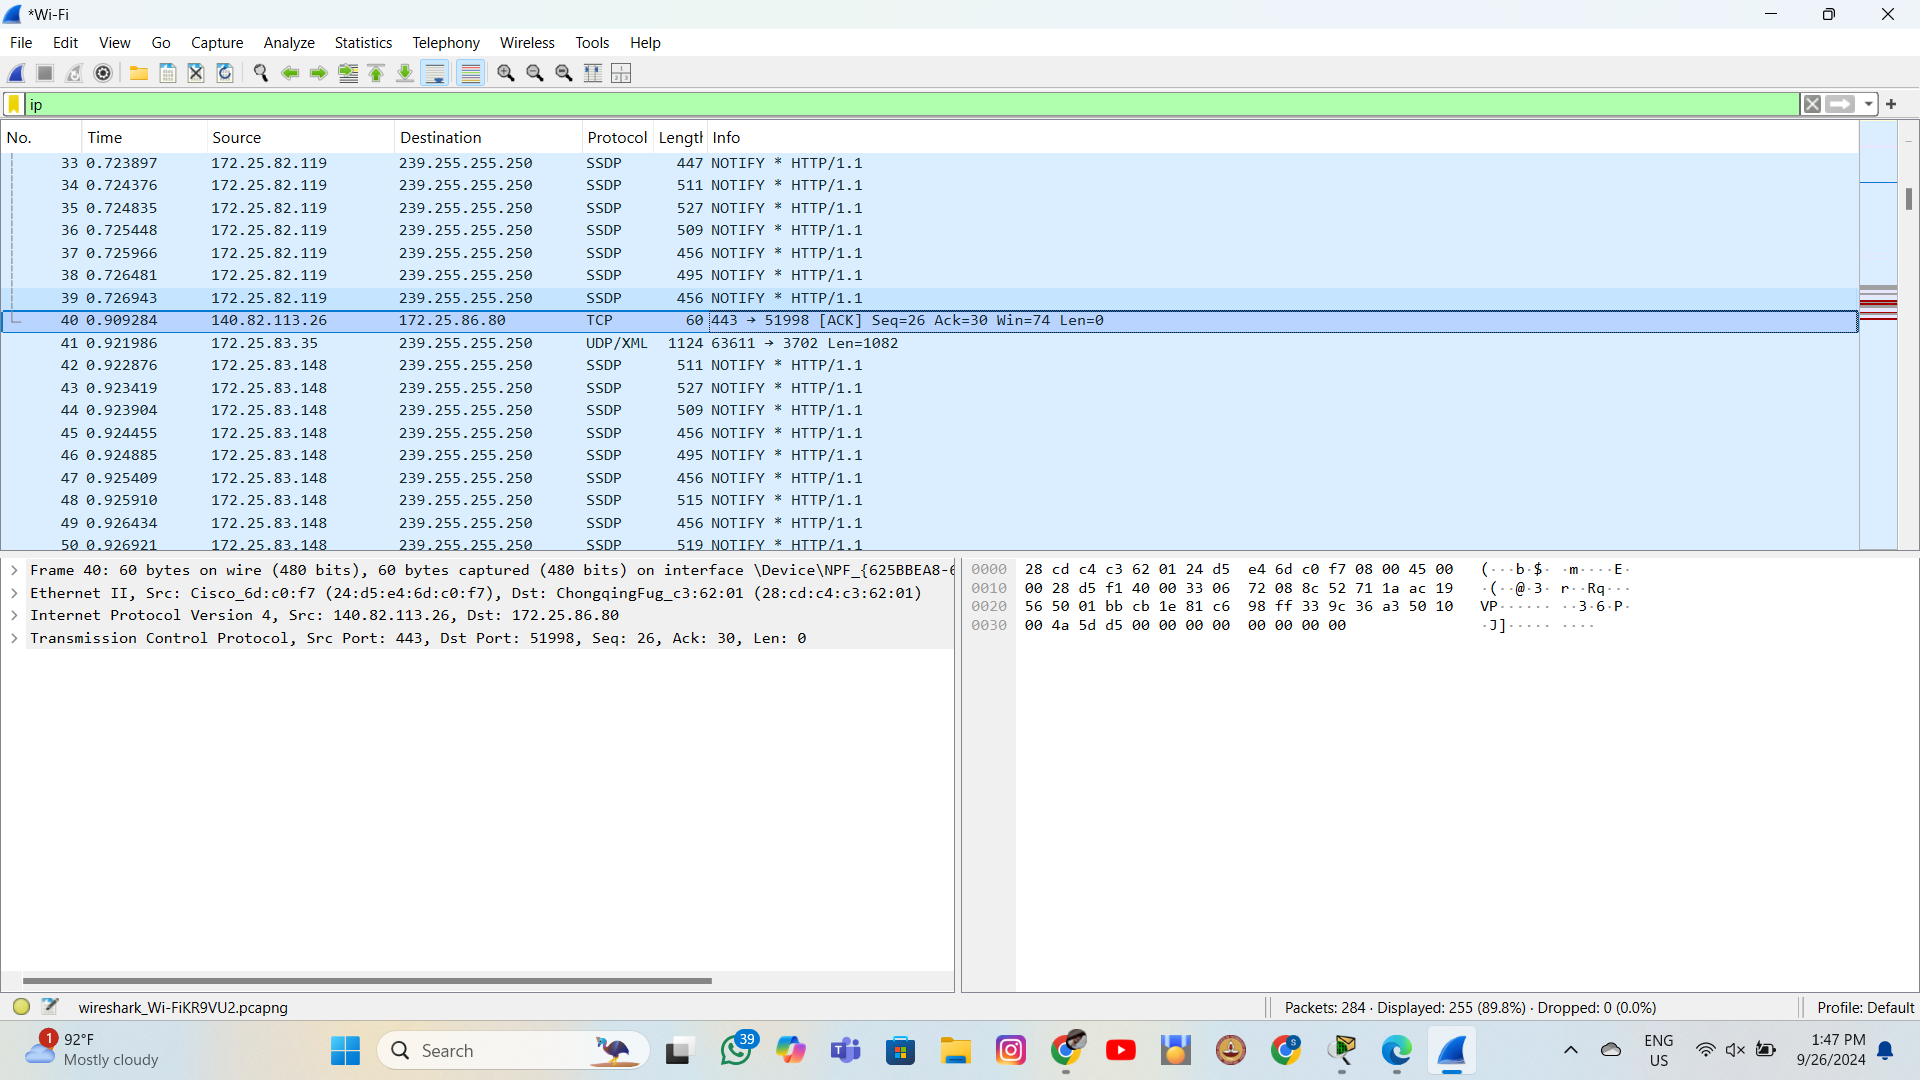 *Wi-Fi
File Edit View Go Capture Analyze Statistics Telephony Wireless Tools Help
ip
No. Time Source Destination Protocol Length Info
33 0.723897 172.25.82.119 239.255.255.250 SSDP 447 NOTIFY * HTTP/1.1
34 0.724376 172.25.82.119 239.255.255.250 SSDP 511 NOTIFY * HTTP/1.1
35 0.724835 172.25.82.119 239.255.255.250 SSDP 527 NOTIFY * HTTP/1.1
36 0.725448 172.25.82.119 239.255.255.250 SSDP 509 NOTIFY * HTTP/1.1
37 0.725966 172.25.82.119 239.255.255.250 SSDP 456 NOTIFY * HTTP/1.1
38 0.726481 172.25.82.119 239.255.255.250 SSDP 495 NOTIFY * HTTP/1.1
39 0.726943 172.25.82.119 239.255.255.250 SSDP 456 NOTIFY * HTTP/1.1
40 0.909284 140.82.113.26 172.25.86.80 TCP 60 443 → 51998 [ACK] Seq=26 Ack=30 Win=74 Len=0
41 0.921986 172.25.83.35 239.255.255.250 UDP/XML 1124 63611 → 3702 Len=1082
42 0.922876 172.25.83.148 239.255.255.250 SSDP 511 NOTIFY * HTTP/1.1
43 0.923419 172.25.83.148 239.255.255.250 SSDP 527 NOTIFY * HTTP/1.1
44 0.923904 172.25.83.148 239.255.255.250 SSDP 509 NOTIFY * HTTP/1.1
45 0.924455 172.25.83.148 239.255.255.250 SSDP 456 NOTIFY * HTTP/1.1
46 0.924885 172.25.83.148 239.255.255.250 SSDP 495 NOTIFY * HTTP/1.1
47 0.925409 172.25.83.148 239.255.255.250 SSDP 456 NOTIFY * HTTP/1.1
48 0.925910 172.25.83.148 239.255.255.250 SSDP 515 NOTIFY * HTTP/1.1
49 0.926434 172.25.83.148 239.255.255.250 SSDP 456 NOTIFY * HTTP/1.1
50 0.926921 172.25.83.148 239.255.255.250 SSDP 519 NOTIFY * HTTP/1.1
Frame 40: 60 bytes on wire (480 bits), 60 bytes captured (480 bits) on interface \Device\NPF_{625BBEA8-6
Ethernet II, Src: Cisco_6d:c0:f7 (24:d5:e4:6d:c0:f7), Dst: ChongqingFug_c3:62:01 (28:cd:c4:c3:62:01)
Internet Protocol Version 4, Src: 140.82.113.26, Dst: 172.25.86.80
Transmission Control Protocol, Src Port: 443, Dst Port: 51998, Seq: 26, Ack: 30, Len: 0
0000 28 cd c4 c3 62 01 24 d5 e4 6d c0 f7 08 00 45 00 (···b·$· ·m····E·
0010 00 28 d5 f1 40 00 33 06 72 08 8c 52 71 1a ac 19 ·(··@·3· r··Rq···
0020 56 50 01 bb cb 1e 81 c6 98 ff 33 9c 36 a3 50 10 VP······ ··3·6·P·
0030 00 4a 5d d5 00 00 00 00 00 00 00 00 ·J]····· ····
wireshark_Wi-FiKR9VU2.pcapng
Packets: 284 · Displayed: 255 (89.8%) · Dropped: 0 (0.0%)
Profile: Default
1
92°F
Mostly cloudy
Search
39
S
ENG
US
1:47 PM
9/26/2024